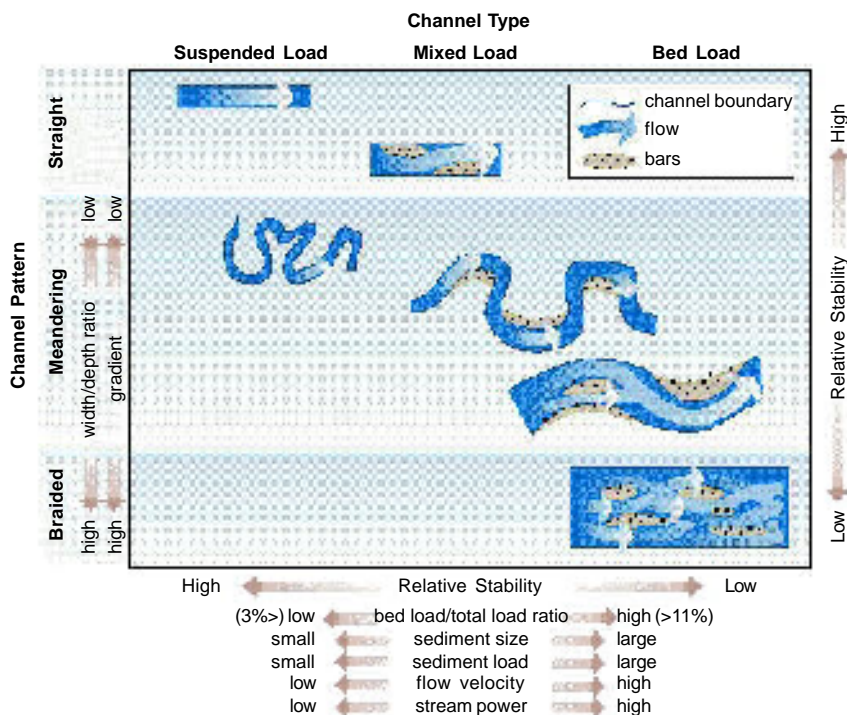 Channel Type
Suspended Load Mixed Load Bed Load
channel boundary
flow
bars
Channel Pattern
Straight
Meandering
Braided
low low
width/depth ratio
gradient
high high
High
Relative Stability
Low
High Relative Stability Low
(3%>) low bed load/total load ratio high (>11%)
small sediment size large
small sediment load large
low flow velocity high
low stream power high